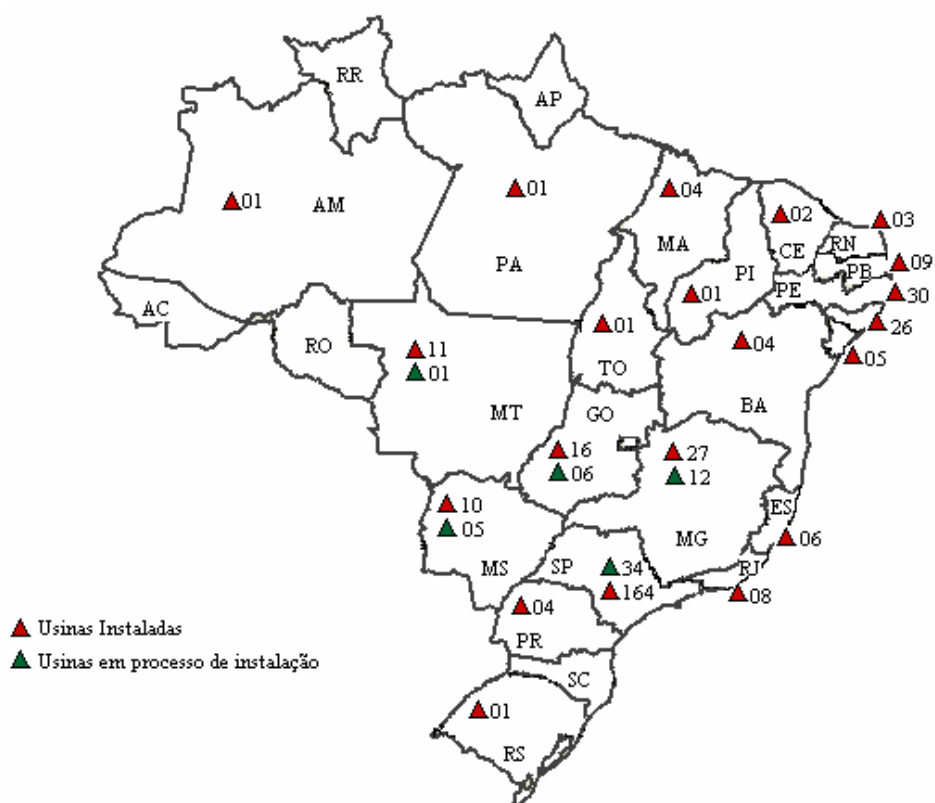 RR
AP
01
AM
01
PA
04
MA
02
CE
03
RN
09
PB
PI
01
PE
30
26
05
AC
RO
11
01
MT
01
TO
04
BA
GO
16
06
27
12
MG
ES
06
10
05
MS
SP
34
164
RJ
08
04
PR
SC
01
RS
Usinas Instaladas
Usinas em processo de instalação